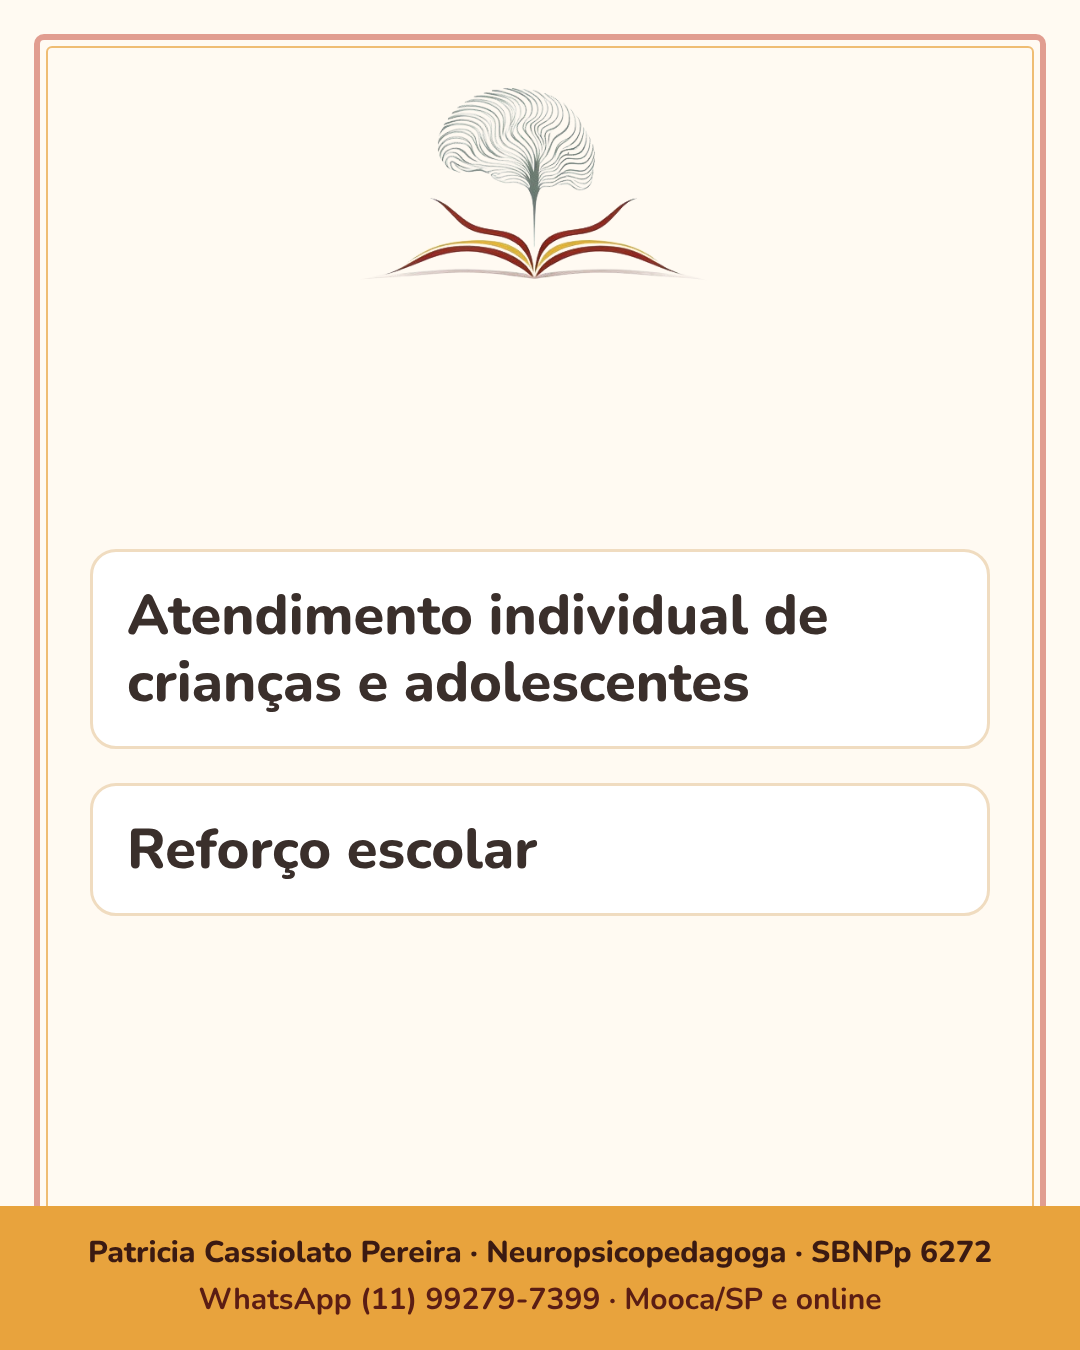 Atendimento individual de
crianças e adolescentes
Reforço escolar
Patricia Cassiolato Pereira · Neuropsicopedagoga · SBNPp 6272
WhatsApp (11) 99279-7399 · Mooca/SP e online